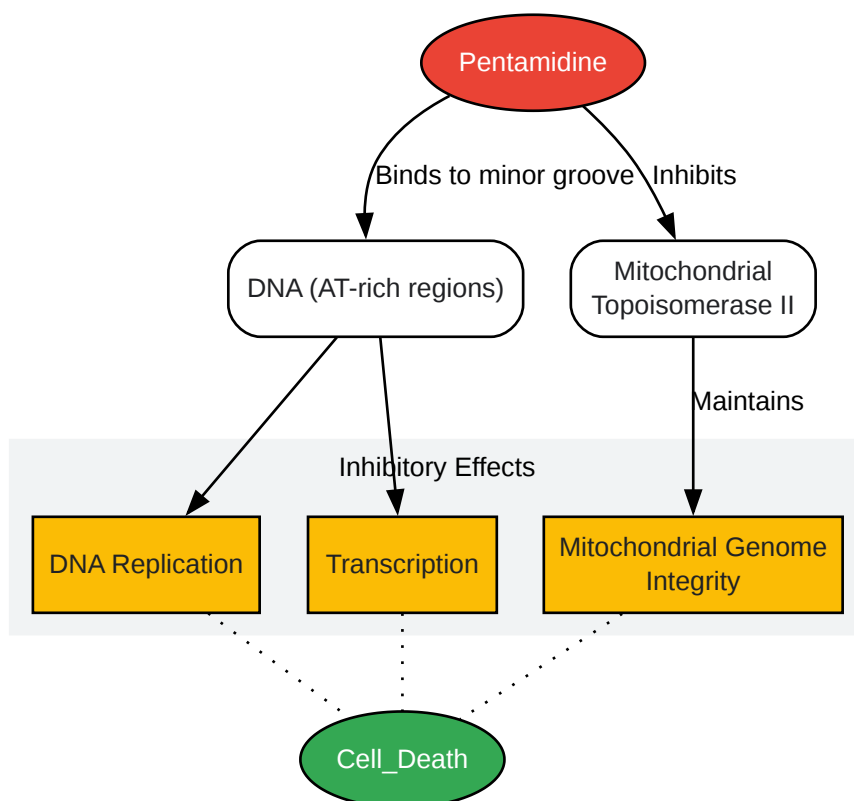 Pentamidine
Binds to minor groove
Inhibits
DNA (AT-rich regions)
Mitochondrial
Topoisomerase II
Maintains
Inhibitory Effects
DNA Replication
Transcription
Mitochondrial Genome
Integrity
Cell_Death